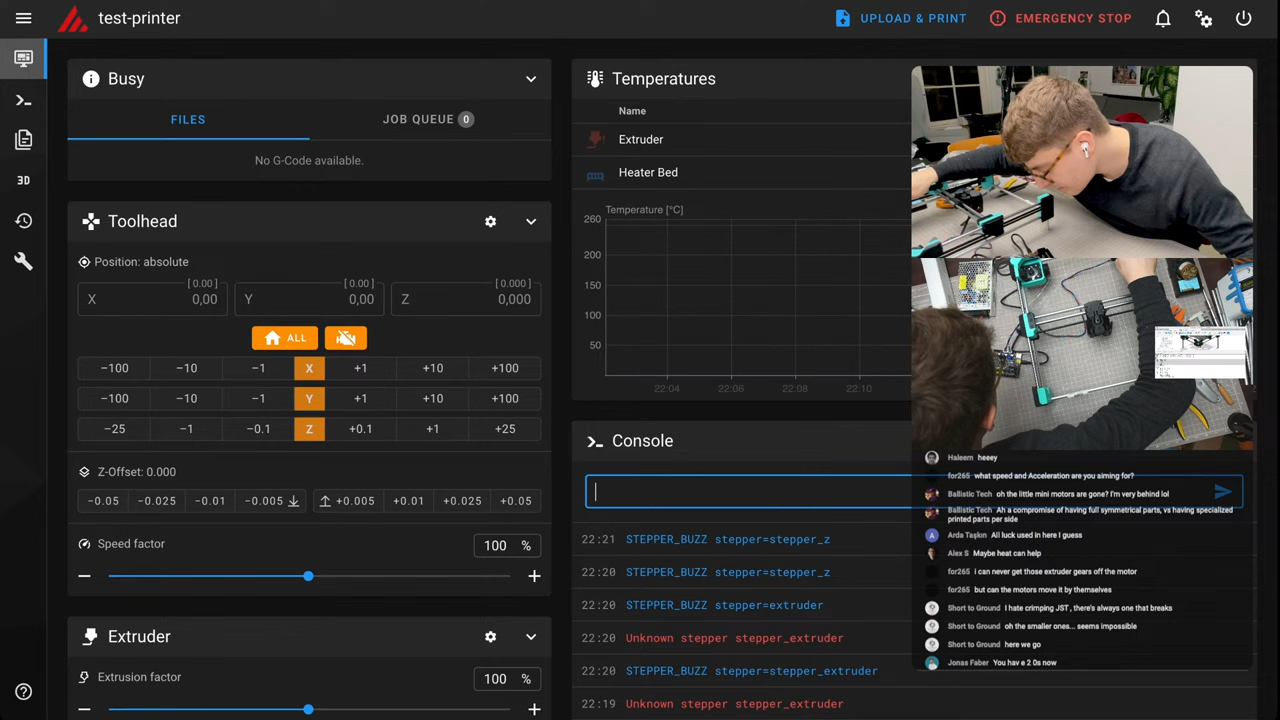 test-printer
UPLOAD & PRINT
EMERGENCY STOP
Busy
FILES
JOB QUEUE 0
No G-Code available.
Toolhead
Position: absolute
X [0.00] 0,00
Y [0.00] 0,00
Z [0.000] 0,000
ALL
−100 −10 −1 X +1 +10 +100
−100 −10 −1 Y +1 +10 +100
−25 −1 −0.1 Z +0.1 +1 +25
Z-Offset: 0.000
−0.05 −0.025 −0.01 −0.005 +0.005 +0.01 +0.025 +0.05
Speed factor 100 %
Extruder
Extrusion factor 100 %
3D
Temperatures
Name
Extruder
Heater Bed
Temperature [°C]
260
200
150
100
50
22:04 22:06 22:08 22:10
Console
22:21 STEPPER_BUZZ stepper=stepper_z
22:20 STEPPER_BUZZ stepper=stepper_z
22:20 STEPPER_BUZZ stepper=extruder
22:20 Unknown stepper stepper_extruder
22:20 STEPPER_BUZZ stepper=stepper_extruder
22:19 Unknown stepper stepper_extruder
Haleem heeey
for265 what speed and Acceleration are you aiming for?
Ballistic Tech oh the little mini motors are gone? I'm very behind lol
Ballistic Tech Ah a compromise of having full symmetrical parts, vs having specialized
printed parts per side
A Arda Taşkın All luck used in here I guess
Alex S Maybe heat can help
for265 i can never get those extruder gears off the motor
for265 but can the motors move it by themselves
Short to Ground I hate crimping JST , there's always one that breaks
Short to Ground oh the smaller ones... seems impossible
Short to Ground here we go
Jonas Faber You hav e 2 0s now